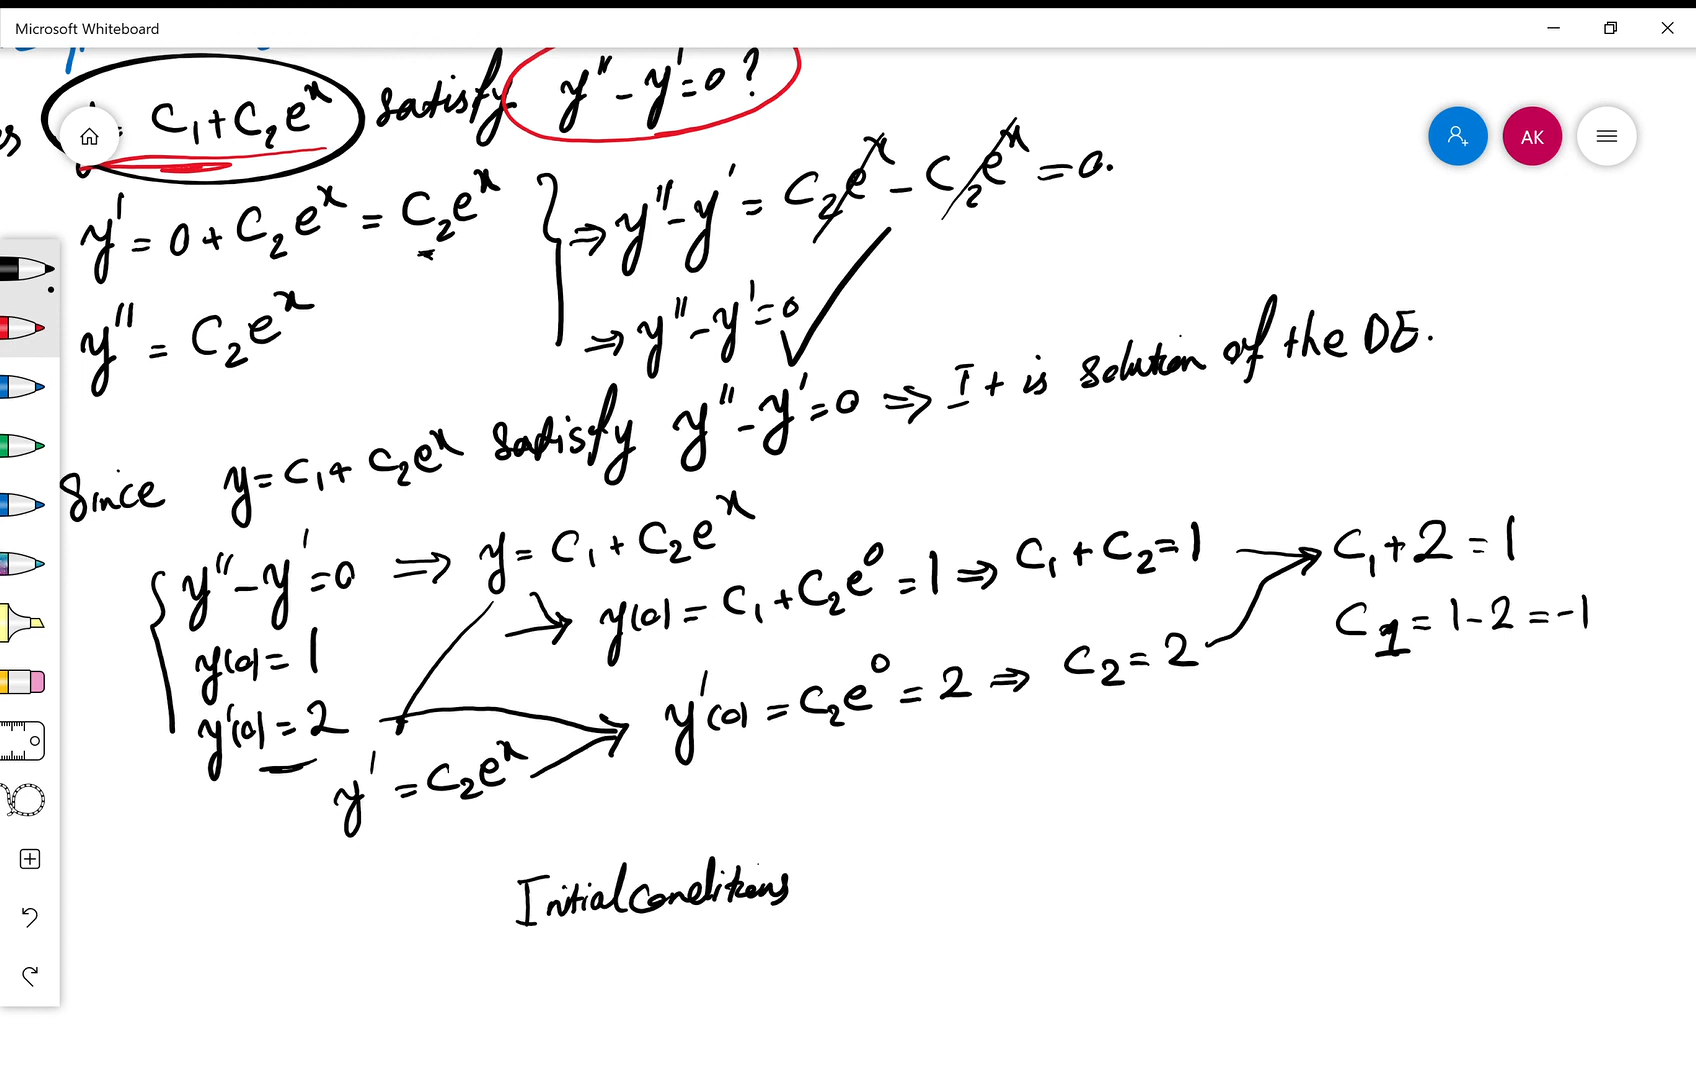 Microsoft Whiteboard
= C₁+C₂eˣ satisfy y''-y'=0?
AK
y' = 0 + C₂eˣ = C₂eˣ
⇒ y''-y' = C₂eˣ - C₂eˣ = 0.
y'' = C₂eˣ
⇒ y''-y'=0 ✓
Since y=C₁+C₂eˣ satisfy y''-y'=0 ⇒ It is solution of the DE.
y''-y'=0 ⇒ y= C₁+C₂eˣ
y(0)=1
→ y(0)= C₁+C₂e⁰=1 ⇒ C₁+C₂=1 → C₁+2=1
C₁=1-2=-1
y'(0)=2
y'(0)=C₂e⁰=2 ⇒ C₂=2
y'=C₂eˣ
Initial conditions